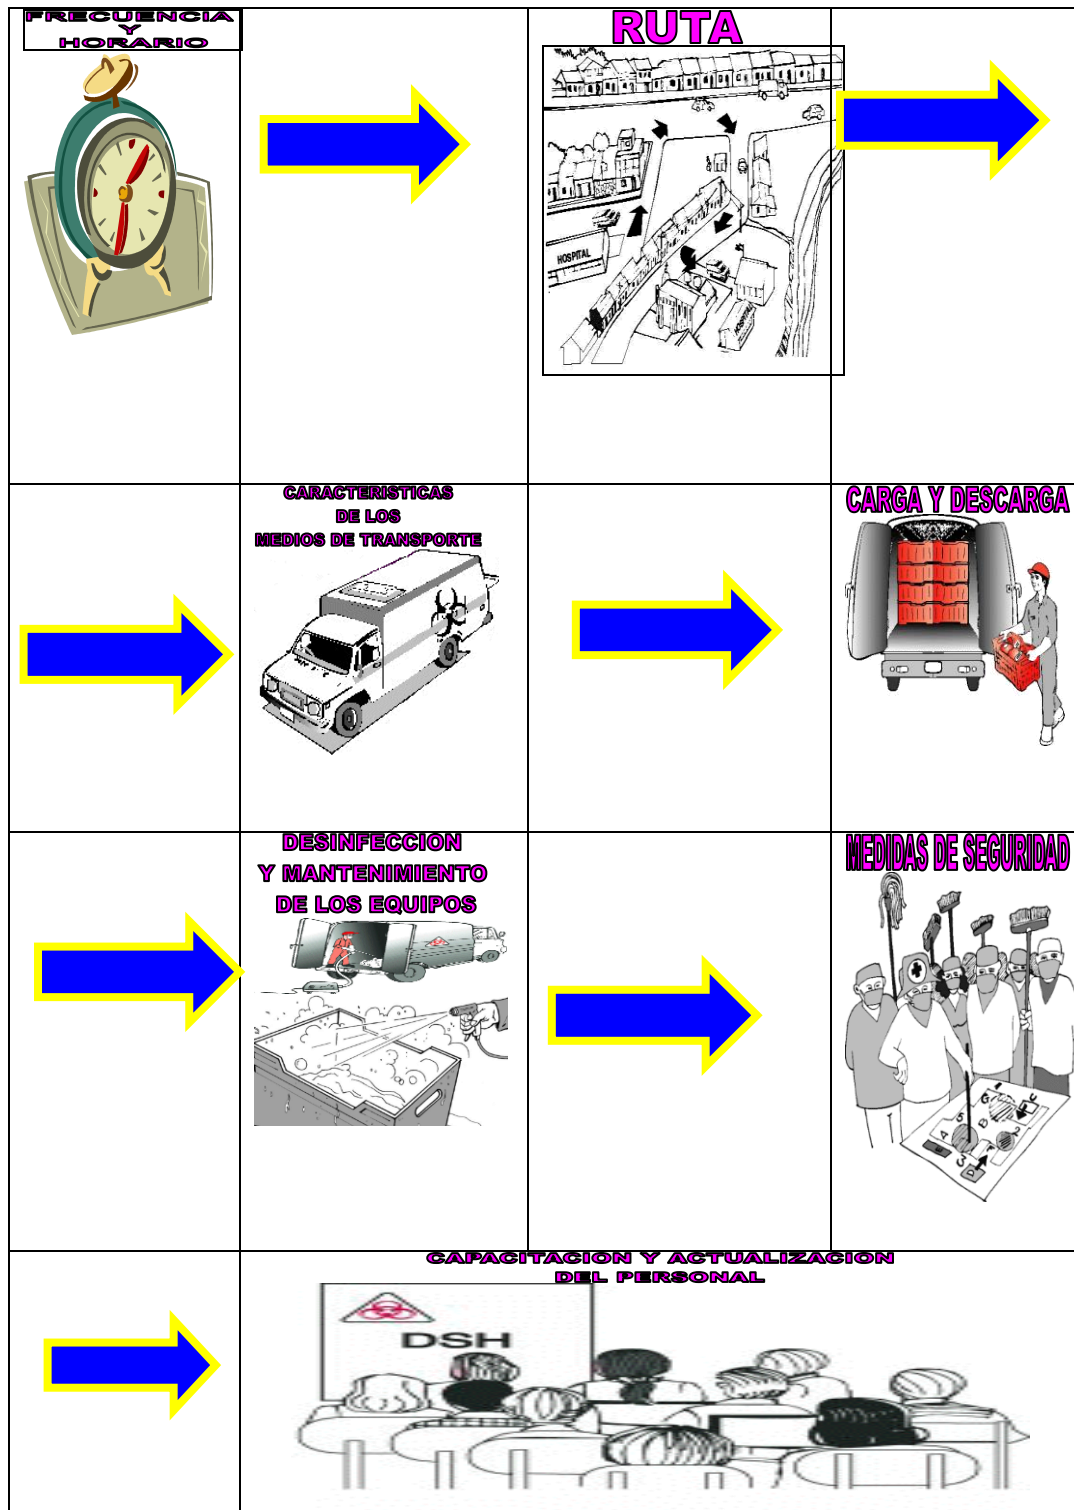 FRECUENCIA
Y
HORARIO
RUTA
HOSPITAL
HOSPITAL
CARACTERISTICAS
DE LOS
MEDIOS DE TRANSPORTE
CARGA Y DESCARGA
DESINFECCION
Y MANTENIMIENTO
DE LOS EQUIPOS
MEDIDAS DE SEGURIDAD
CAPACITACION Y ACTUALIZACION
DEL PERSONAL
DSH